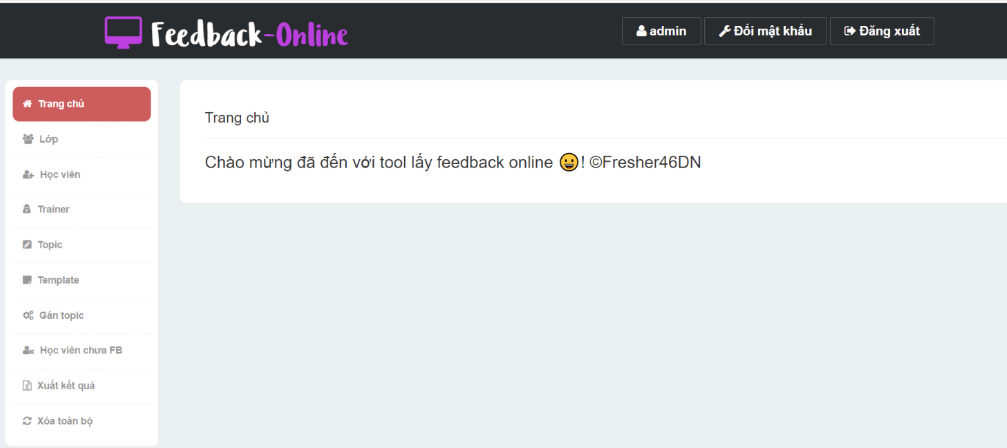 Feedback-Online
admin
Đổi mật khẩu
Đăng xuất
Trang chủ
Lớp
Học viên
Trainer
Topic
Template
Gán topic
Học viên chưa FB
Xuất kết quả
Xóa toàn bộ
Trang chủ
Chào mừng đã đến với tool lấy feedback online 😀! ©Fresher46DN